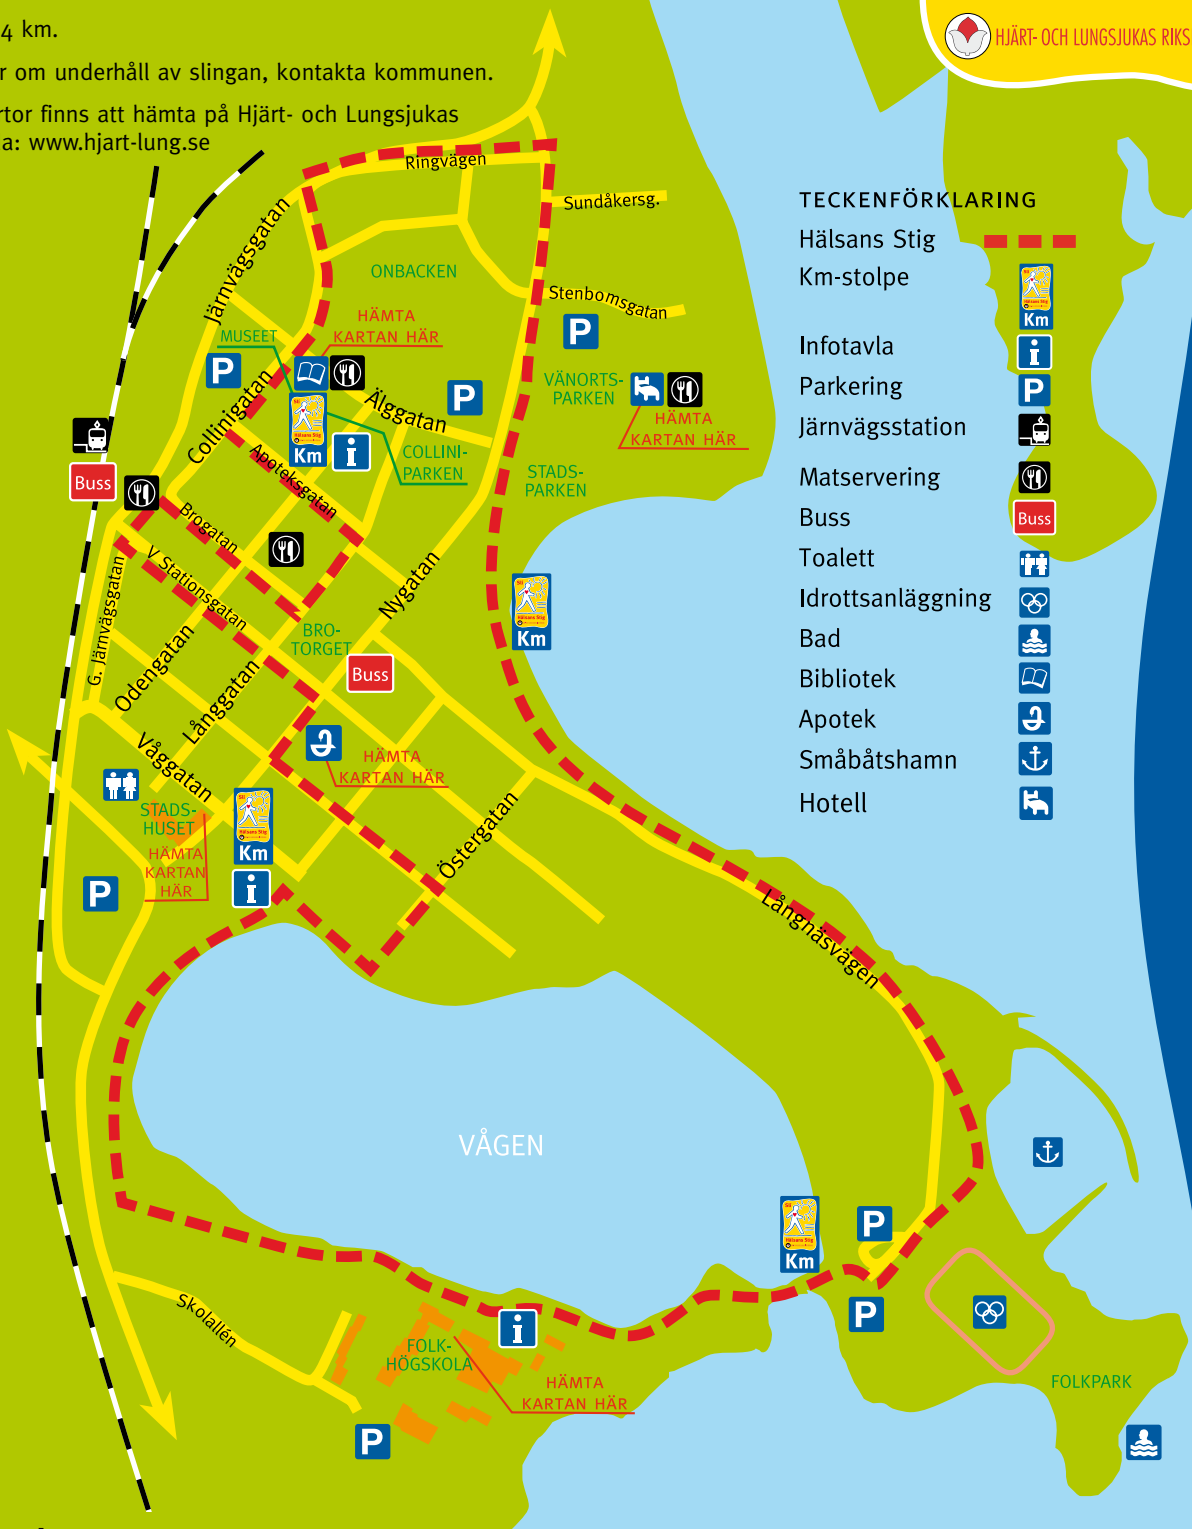 4 km.
r om underhåll av slingan, kontakta kommunen.
rtor finns att hämta på Hjärt- och Lungsjukas
a: www.hjart-lung.se
HJÄRT- OCH LUNGSJUKAS RIKS
TECKENFÖRKLARING
Hälsans Stig
Km-stolpe
Km
Infotavla
i
Parkering
P
Järnvägsstation
Matservering
Buss
Buss
Toalett
Idrottsanläggning
Bad
Bibliotek
Apotek
Småbåtshamn
Hotell
Ringvägen
Sundåkersg.
Järnvägsgatan
ONBACKEN
Stenbomsgatan
HÄMTA
KARTAN HÄR
MUSEET
P
P
P
VÄNORTS-
PARKEN
HÄMTA
KARTAN HÄR
Älggatan
Collinigatan
Km
i
COLLINI-
PARKEN
Apoteksgatan
STADS-
PARKEN
Buss
Brogatan
V. Stationsgatan
G. Järnvägsgatan
Nygatan
Km
BRO-
TORGET
Buss
Odengatan
Långgatan
Våggatan
HÄMTA
KARTAN HÄR
STADS-
HUSET
HÄMTA
KARTAN
HÄR
Km
i
P
Östergatan
Långnäsvägen
VÅGEN
Km
P
P
Skolallén
i
FOLK-
HÖGSKOLA
HÄMTA
KARTAN HÄR
P
FOLKPARK